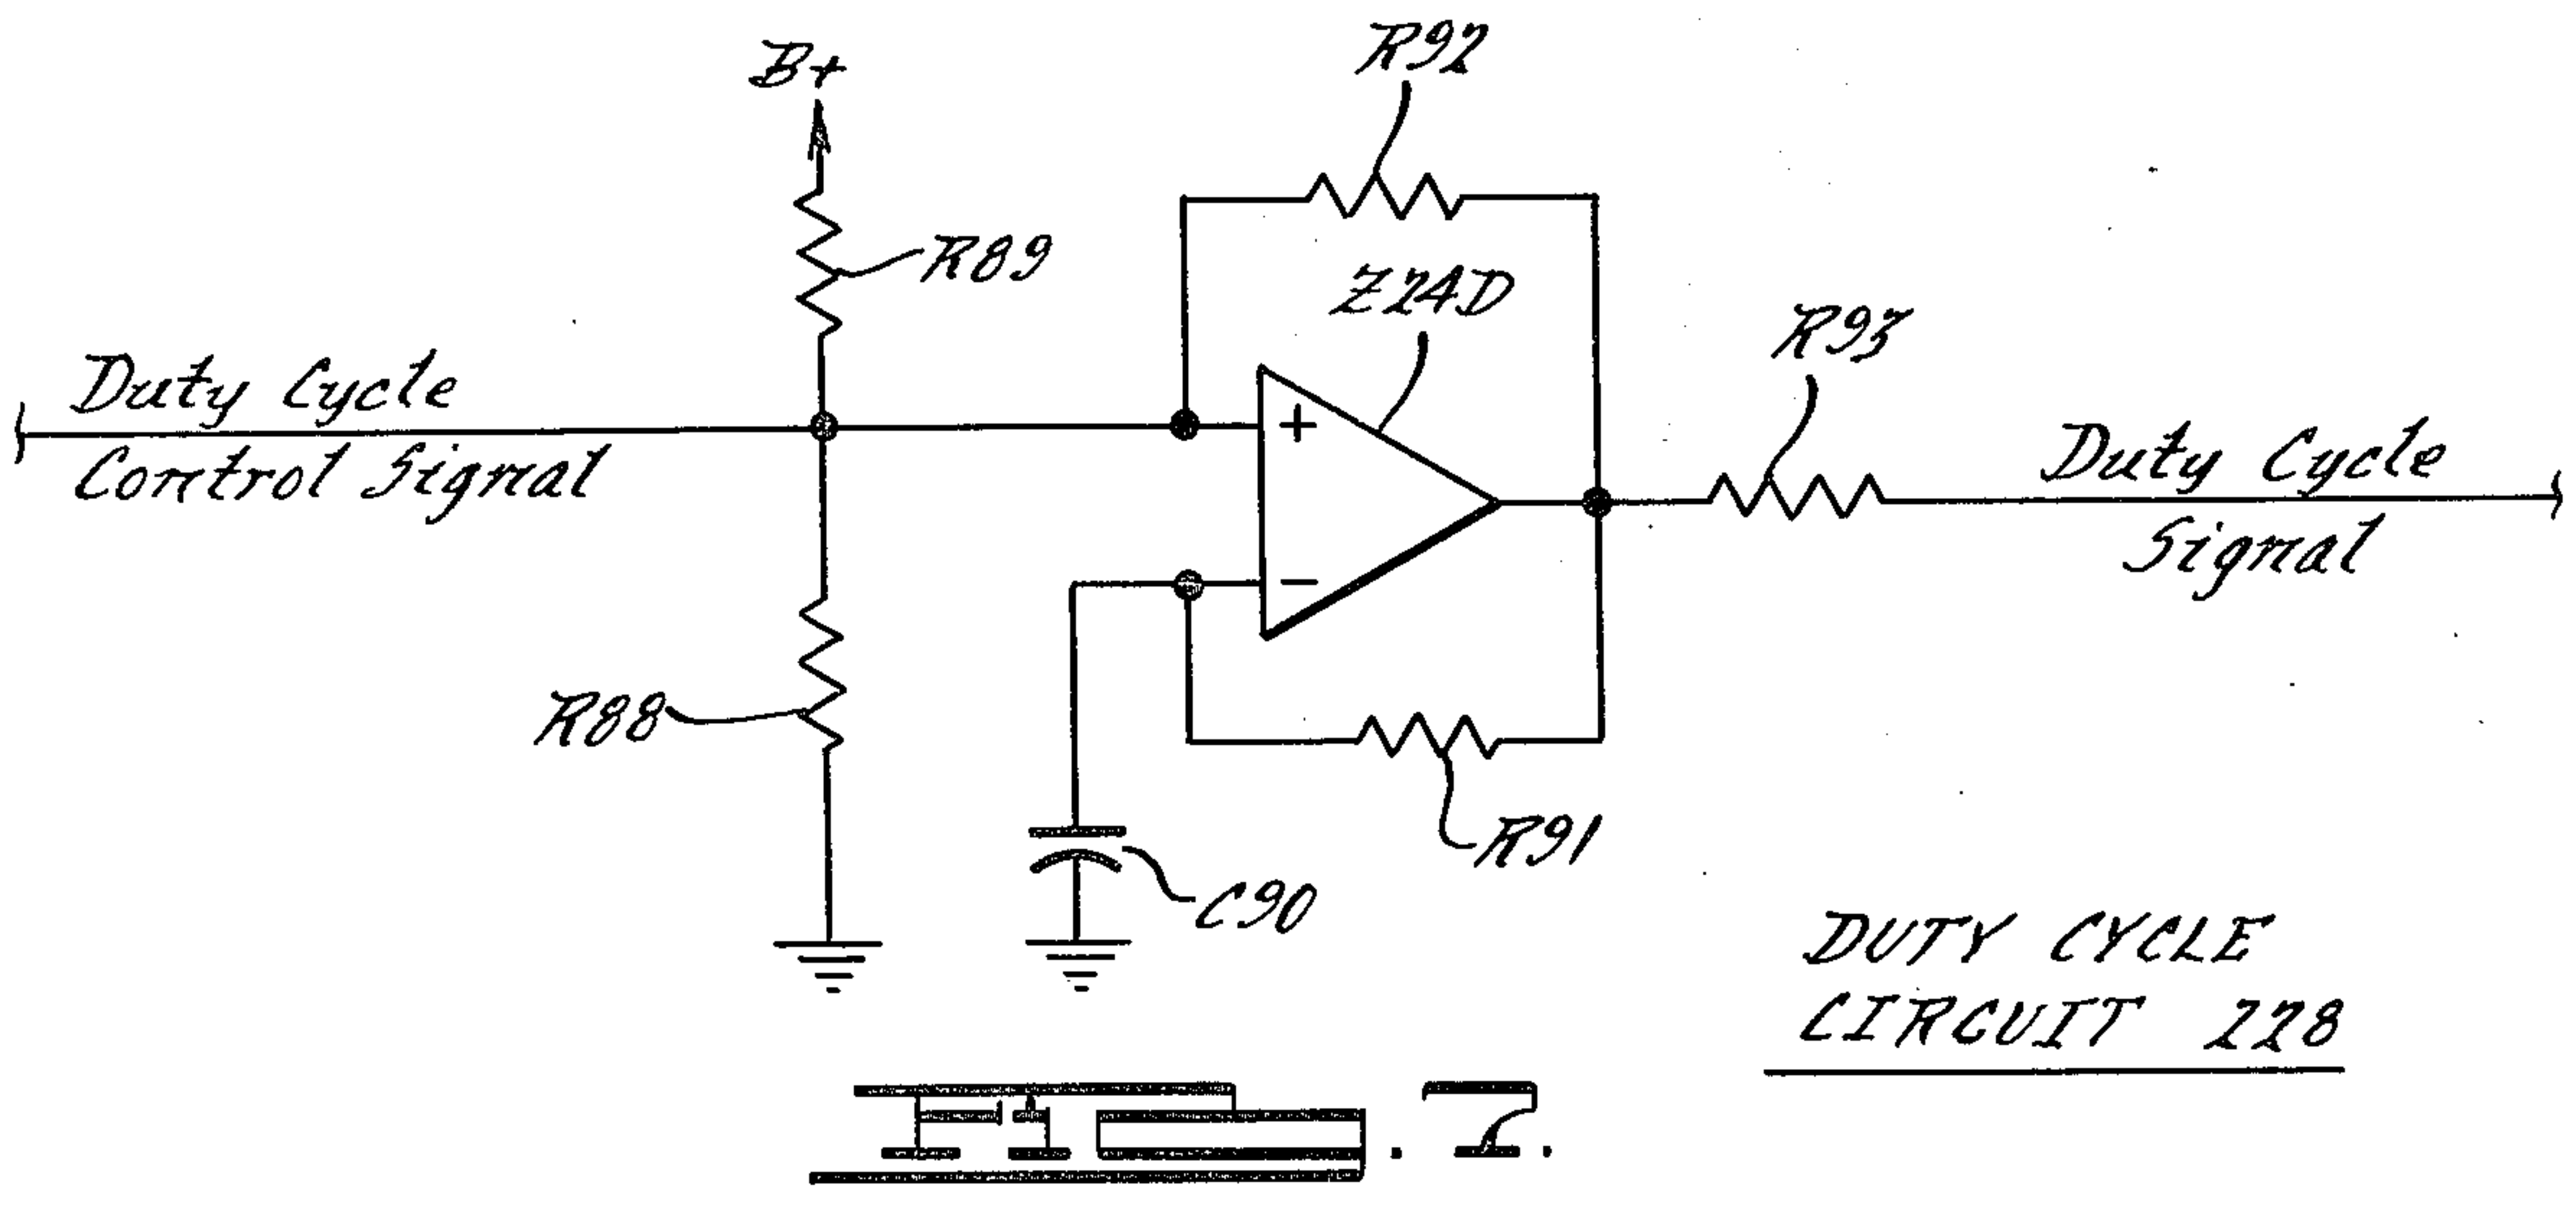 B+
R92
R89
Z24D
R93
Duty Cycle
Control Signal
+
Duty Cycle
Signal
−
R88
R91
C90
DUTY CYCLE
CIRCUIT 228
FIG. 7.